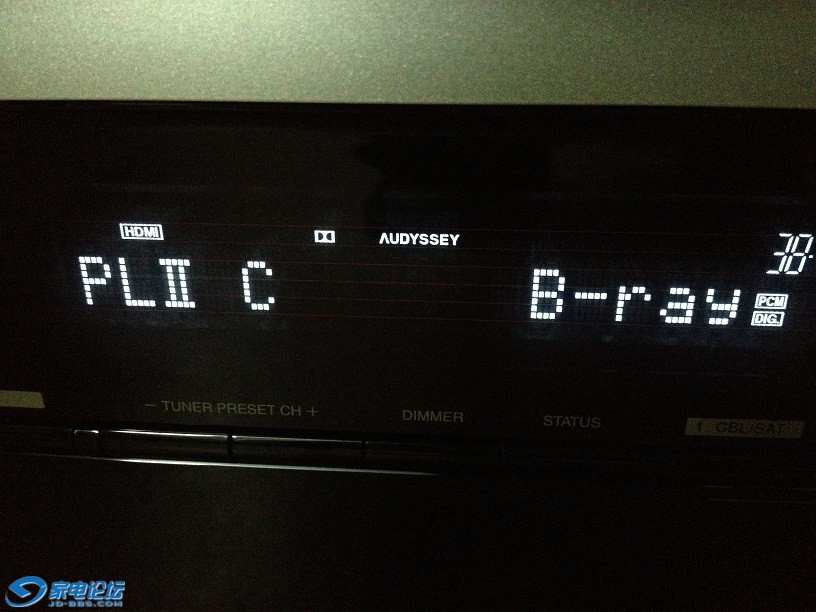 HDMI
AUDYSSEY
38
PLII C
B-ray
PCM
DIG.
− TUNER PRESET CH +
DIMMER
STATUS
1. CBL/SAT
家电论坛
JD-BBS.COM